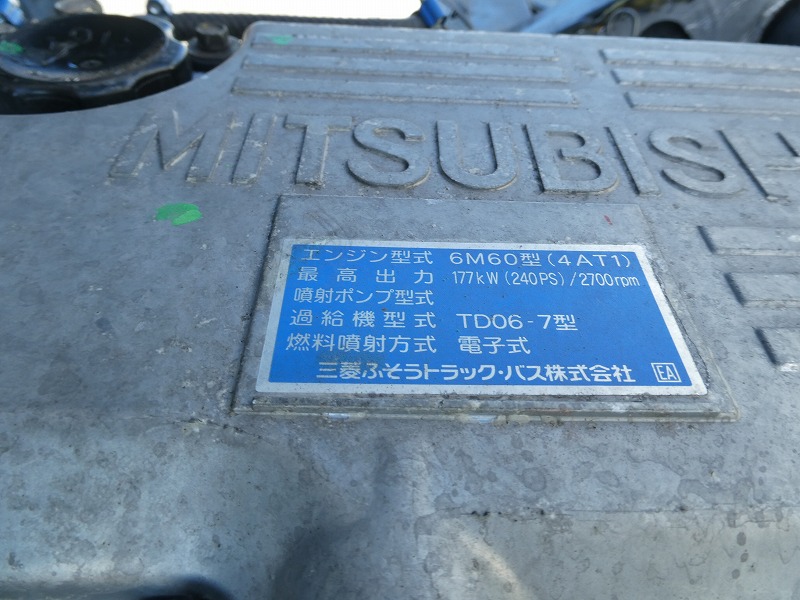 MITSUBISH
エンジン型式 6M60型(4AT1)
最高出力 177kW(240PS)/2700rpm
噴射ポンプ型式
過給機型式 TD06-7型
燃料噴射方式 電子式
三菱ふそうトラック・バス株式会社 EA